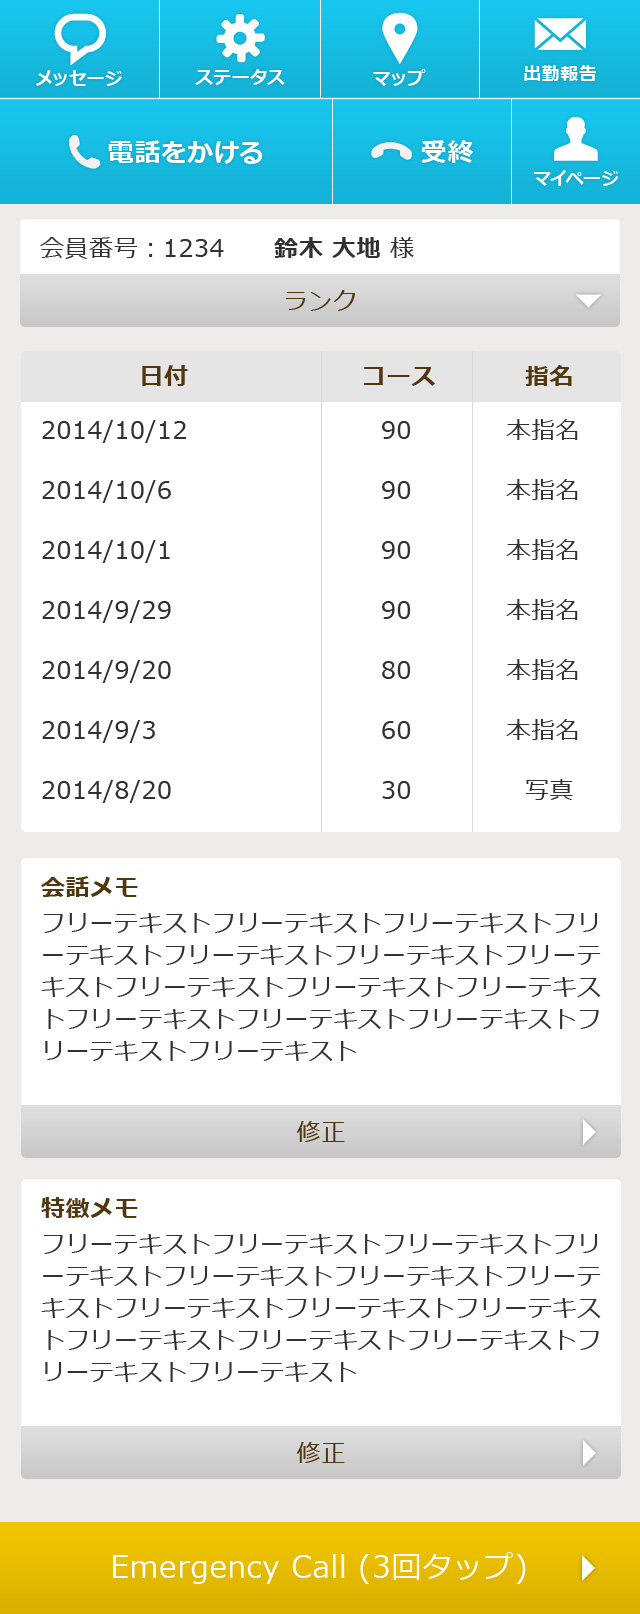 メッセージ
ステータス
マップ
出勤報告
電話をかける
受終
マイページ
会員番号：1234 鈴木 大地 様
ランク
日付 コース 指名
2014/10/12 90 本指名
2014/10/6 90 本指名
2014/10/1 90 本指名
2014/9/29 90 本指名
2014/9/20 80 本指名
2014/9/3 60 本指名
2014/8/20 30 写真
会話メモ
フリーテキストフリーテキストフリーテキストフリ
ーテキストフリーテキストフリーテキストフリーテ
キストフリーテキストフリーテキストフリーテキス
トフリーテキストフリーテキストフリーテキストフ
リーテキストフリーテキスト
修正
特徴メモ
フリーテキストフリーテキストフリーテキストフリ
ーテキストフリーテキストフリーテキストフリーテ
キストフリーテキストフリーテキストフリーテキス
トフリーテキストフリーテキストフリーテキストフ
リーテキストフリーテキスト
修正
Emergency Call (3回タップ)